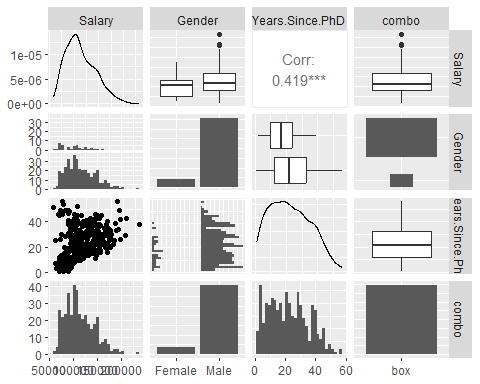 Salary Gender Years.Since.PhD combo
1e-05
5e-06
0e+00
Corr:
0.419***
Salary
30
20
10
0
30
20
10
0
Gender
40
20
0
ears.Since.Ph
40
30
20
10
0
combo
Female Male 0 20 40 60 box